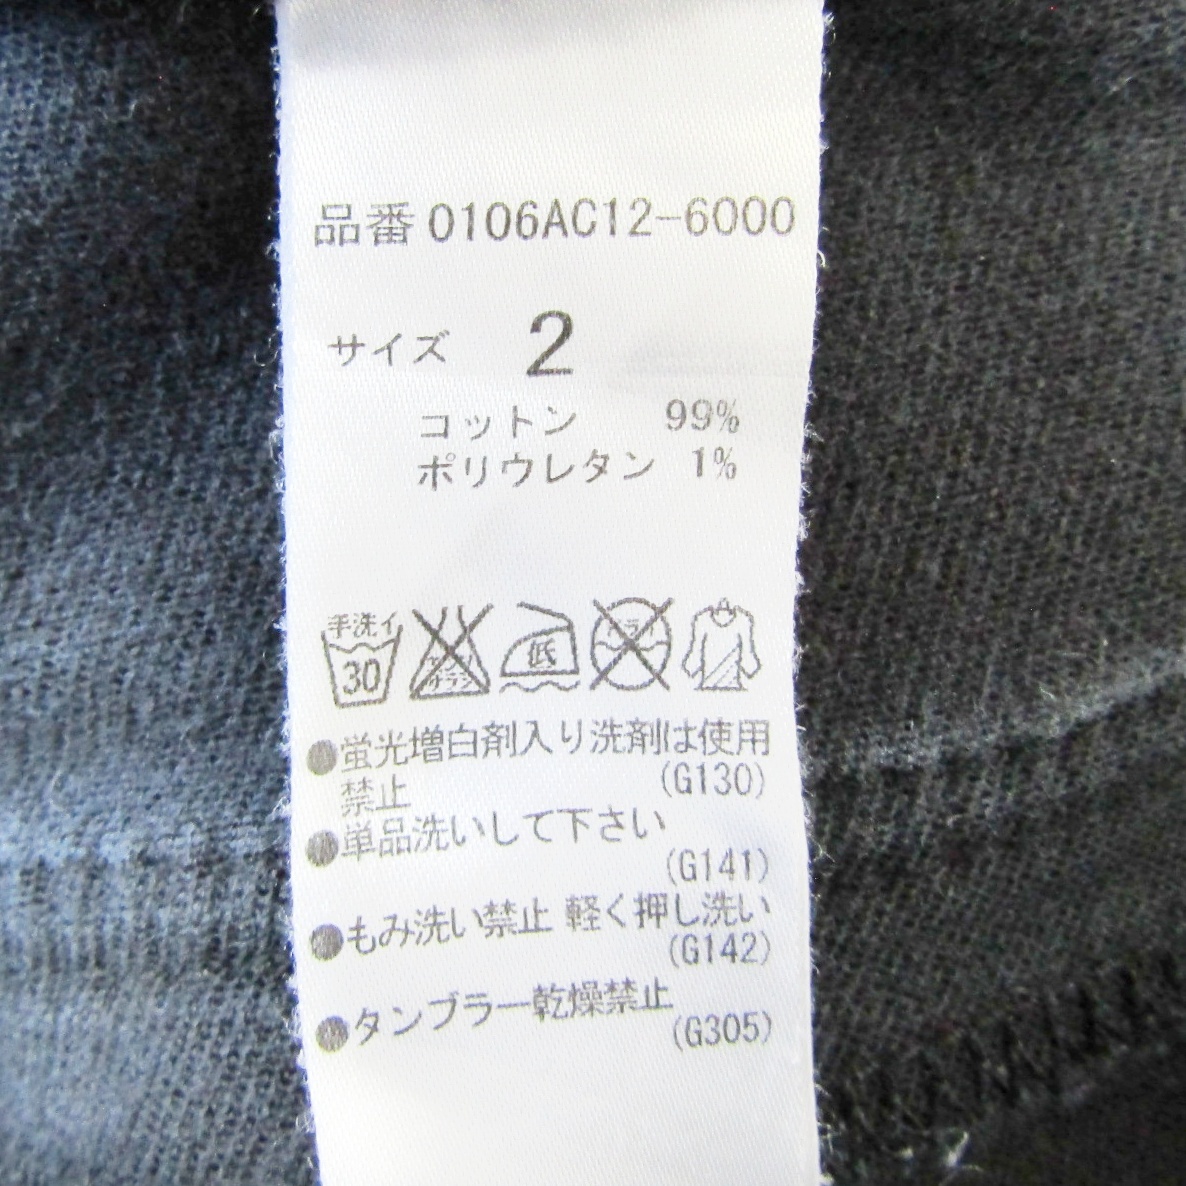 品番 0106AC12-6000
サイズ 2
コットン 99%
ポリウレタン 1%
手洗イ 30 低 ドライ
●蛍光増白剤入り洗剤は使用
禁止 (G130)
●単品洗いして下さい
(G141)
●もみ洗い禁止 軽く押し洗い
(G142)
●タンブラー乾燥禁止
(G305)